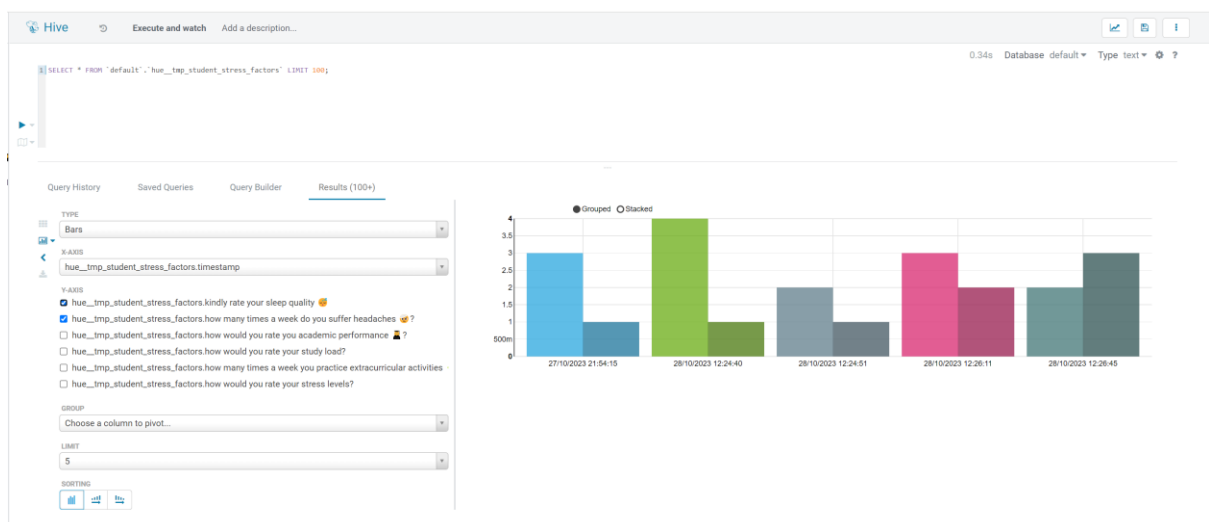 Hive Execute and watch Add a description...
0.34s Database default Type text ?
1 SELECT * FROM `default`.`hue__tmp_student_stress_factors` LIMIT 100;
Query History Saved Queries Query Builder Results (100+)
TYPE
Bars
X-AXIS
hue__tmp_student_stress_factors.timestamp
Y-AXIS
hue__tmp_student_stress_factors.kindly rate your sleep quality 😴
hue__tmp_student_stress_factors.how many times a week do you suffer headaches 🤕?
hue__tmp_student_stress_factors.how would you rate you academic performance 👩‍🎓?
hue__tmp_student_stress_factors.how would you rate your study load?
hue__tmp_student_stress_factors.how many times a week you practice extracurricular activities
hue__tmp_student_stress_factors.how would you rate your stress levels?
GROUP
Choose a column to pivot...
LIMIT
5
SORTING
Grouped Stacked
4
3.5
3
2.5
2
1.5
1
500m
0
27/10/2023 21:54:15 28/10/2023 12:24:40 28/10/2023 12:24:51 28/10/2023 12:26:11 28/10/2023 12:26:45